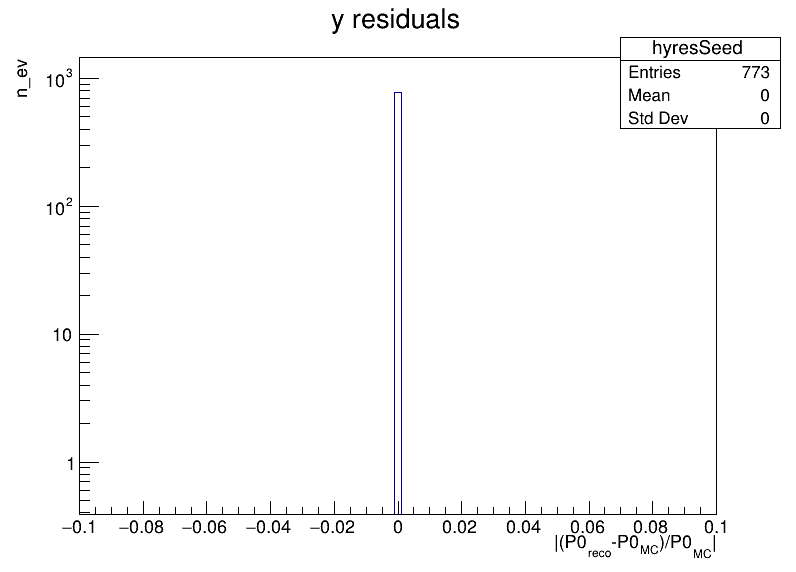 y residuals
hyresSeed
Entries 773
Mean 0
Std Dev 0
n_ev
10³
10²
10
1
−0.1 −0.08 −0.06 −0.04 −0.02 0 0.02 0.04 0.06 0.08 0.1
|(P0reco-P0MC)/P0MC|